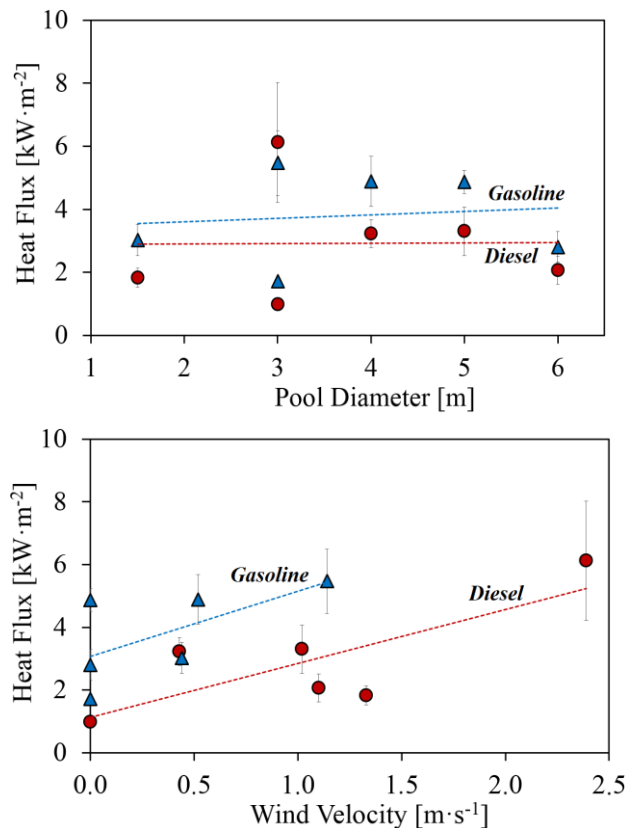 10
8
6
4
2
0
Heat Flux [kW·m⁻²]
Gasoline
Diesel
1 2 3 4 5 6
Pool Diameter [m]
10
8
6
4
2
0
Heat Flux [kW·m⁻²]
Gasoline
Diesel
0.0 0.5 1.0 1.5 2.0 2.5
Wind Velocity [m·s⁻¹]